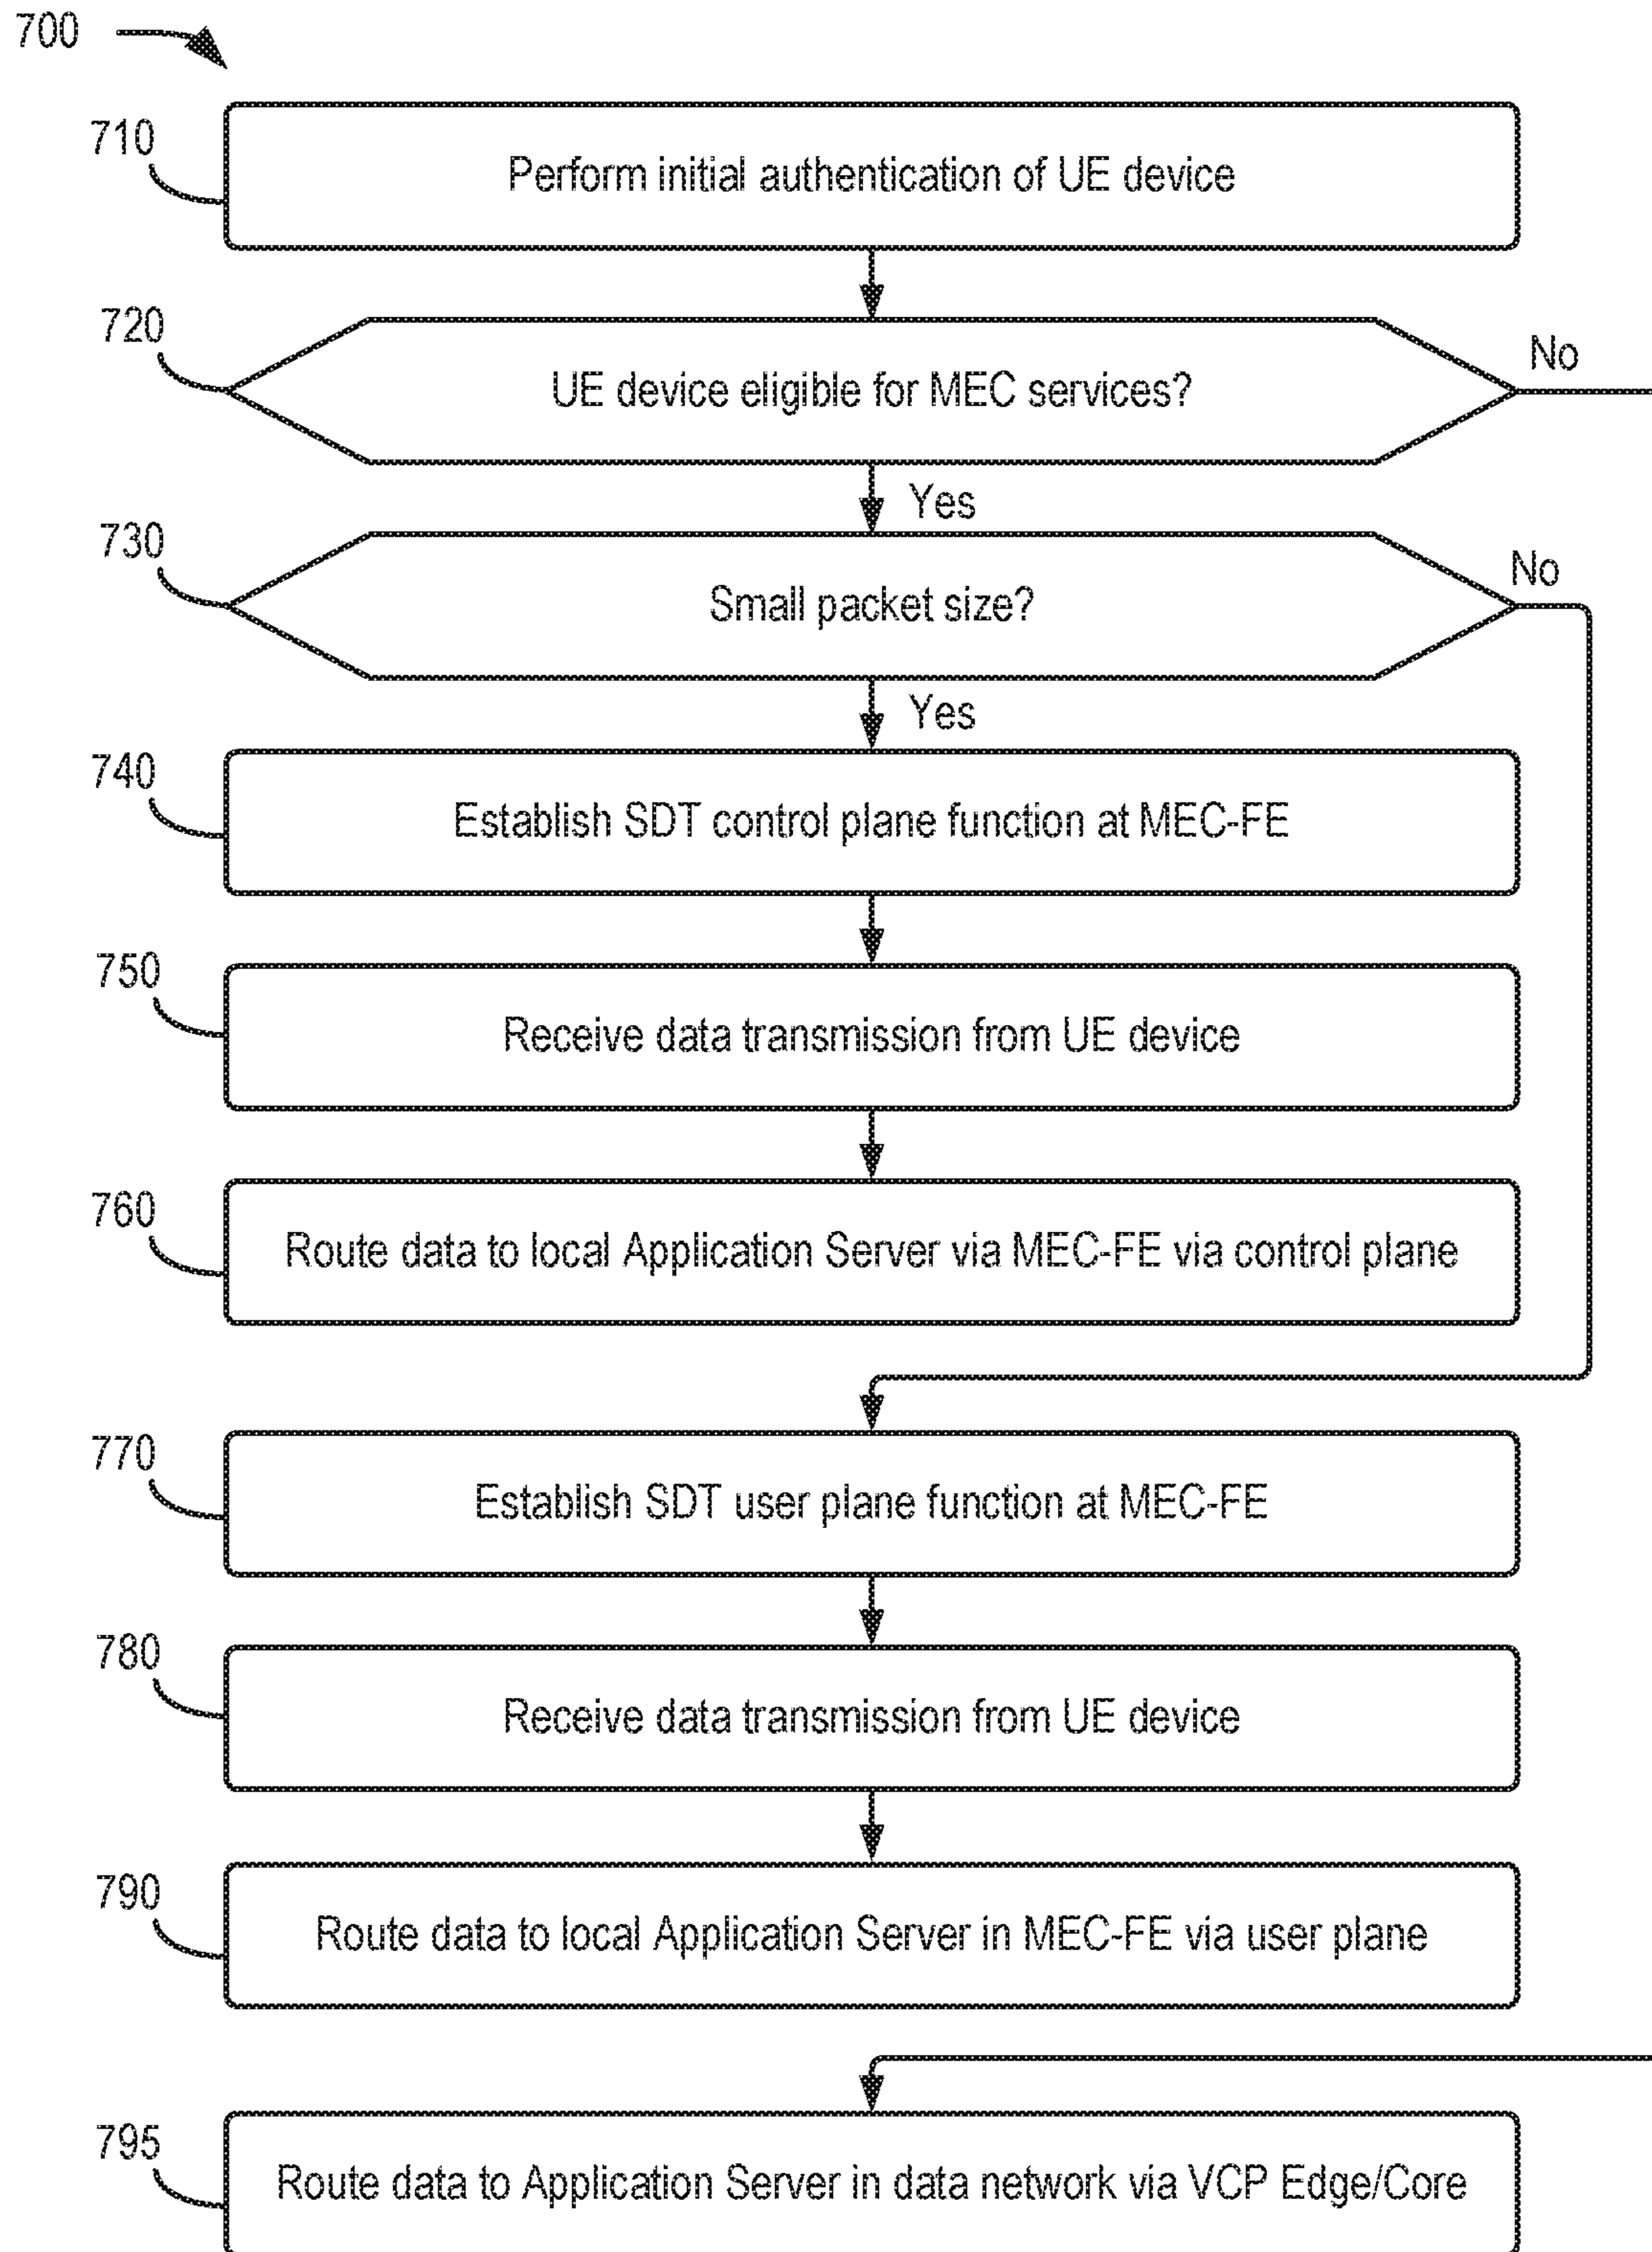 700
710
Perform initial authentication of UE device
720
No
UE device eligible for MEC services?
Yes
730
No
Small packet size?
Yes
740
Establish SDT control plane function at MEC-FE
750
Receive data transmission from UE device
760
Route data to local Application Server via MEC-FE via control plane
770
Establish SDT user plane function at MEC-FE
780
Receive data transmission from UE device
790
Route data to local Application Server in MEC-FE via user plane
795
Route data to Application Server in data network via VCP Edge/Core